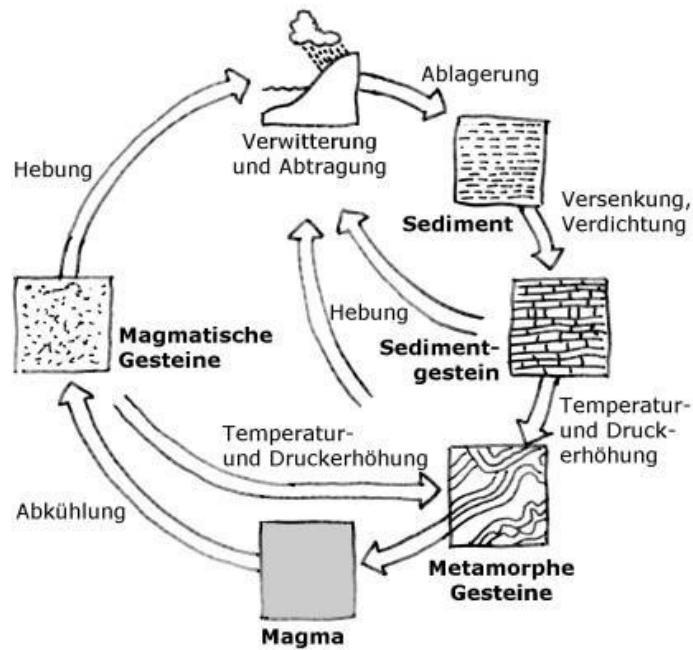 Ablagerung
Verwitterung
und Abtragung
Hebung
Sediment
Versenkung,
Verdichtung
Hebung
Magmatische
Gesteine
Sediment-
gestein
Temperatur-
und Druckerhöhung
Temperatur-
und Druck-
erhöhung
Abkühlung
Metamorphe
Gesteine
Magma